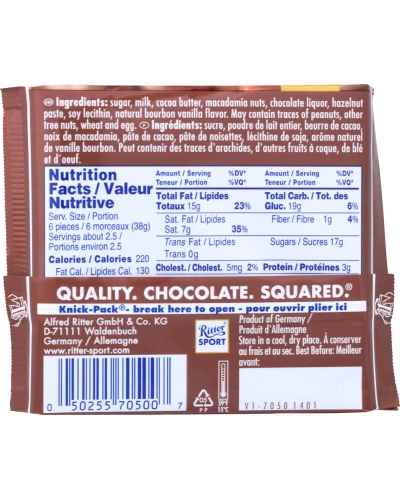 Ingredients: sugar, milk, cocoa butter, macadamia nuts, chocolate liquor, hazelnut
paste, soy lecithin, natural bourbon vanilla flavor. May contain traces of peanuts, other
tree nuts, wheat and egg. Ingrédients: sucre, poudre de lait entier, beurre de cacao,
noix de macadamia, pâte de cacao, pâte de noisettes, lécithine de soja, arôme naturel
de vanille bourbon. Peut contenir des traces d'arachides, d'autres fruits à coque, de blé
et d'oeuf.
Nutrition
Facts / Valeur
Nutritive
Serv. Size / Portion
6 pieces / 6 morceaux (38g)
Servings about 2.5
Portions environ 2.5
Calories / Calories 220
Fat Cal. / Lipides Cal. 130
Amount / Serving %DV*
Teneur / Portion %VQ*
Total Fat / Lipides
Totaux 15g 23%
Sat. Fat / Lipides
Sat. 7g 35%
Trans Fat / Lipides
Trans 0g
Cholest. / Cholest. 5mg 2%
Amount / Serving %DV*
Teneur / Portion %VQ*
Total Carb. / Tot. des
Gluc. 19g 6%
Fiber / Fibre 1g 4%
Sugars / Sucres 17g
Protein / Protéines 3g
QUALITY. CHOCOLATE. SQUARED.®
Knick-Pack®- break here to open - pour ouvrir plier ici
Alfred Ritter GmbH & Co. KG
D-71111 Waldenbuch
Germany / Allemagne
www.ritter-sport.com
Ritter
SPORT
Product of Germany /
Produit d'Allemagne
Store in a cool, dry place. À conserver
au frais et au sec. Best Before: Meilleur
avant:
0 50255 70500 7
05
PP
59°F
15°C
V1-7050 1401